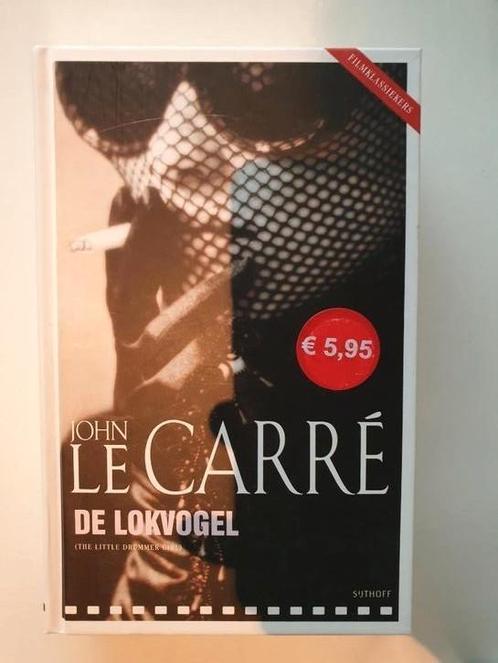 FILMKLASSIEKERS
€ 5,95
JOHN
LE CARRÉ
DE LOKVOGEL
(THE LITTLE DRUMMER GIRL)
SIJTHOFF